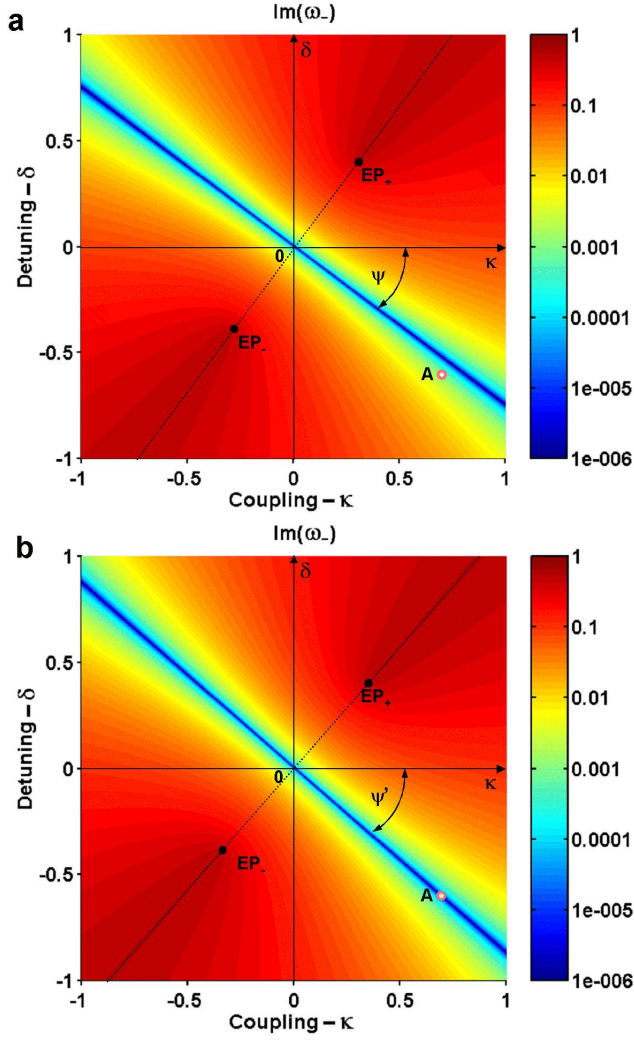 a
Im(ω₋)
1
δ
0.5
EP₊
0
0
κ
ψ
EP₋
-0.5
A
-1
-1
-0.5
0
0.5
1
Detuning – δ
Coupling – κ
1
0.1
0.01
0.001
0.0001
1e-005
1e-006
b
Im(ω₋)
1
δ
0.5
EP₊
0
0
κ
ψ'
EP₋
-0.5
A
-1
-1
-0.5
0
0.5
1
Detuning – δ
Coupling – κ
1
0.1
0.01
0.001
0.0001
1e-005
1e-006